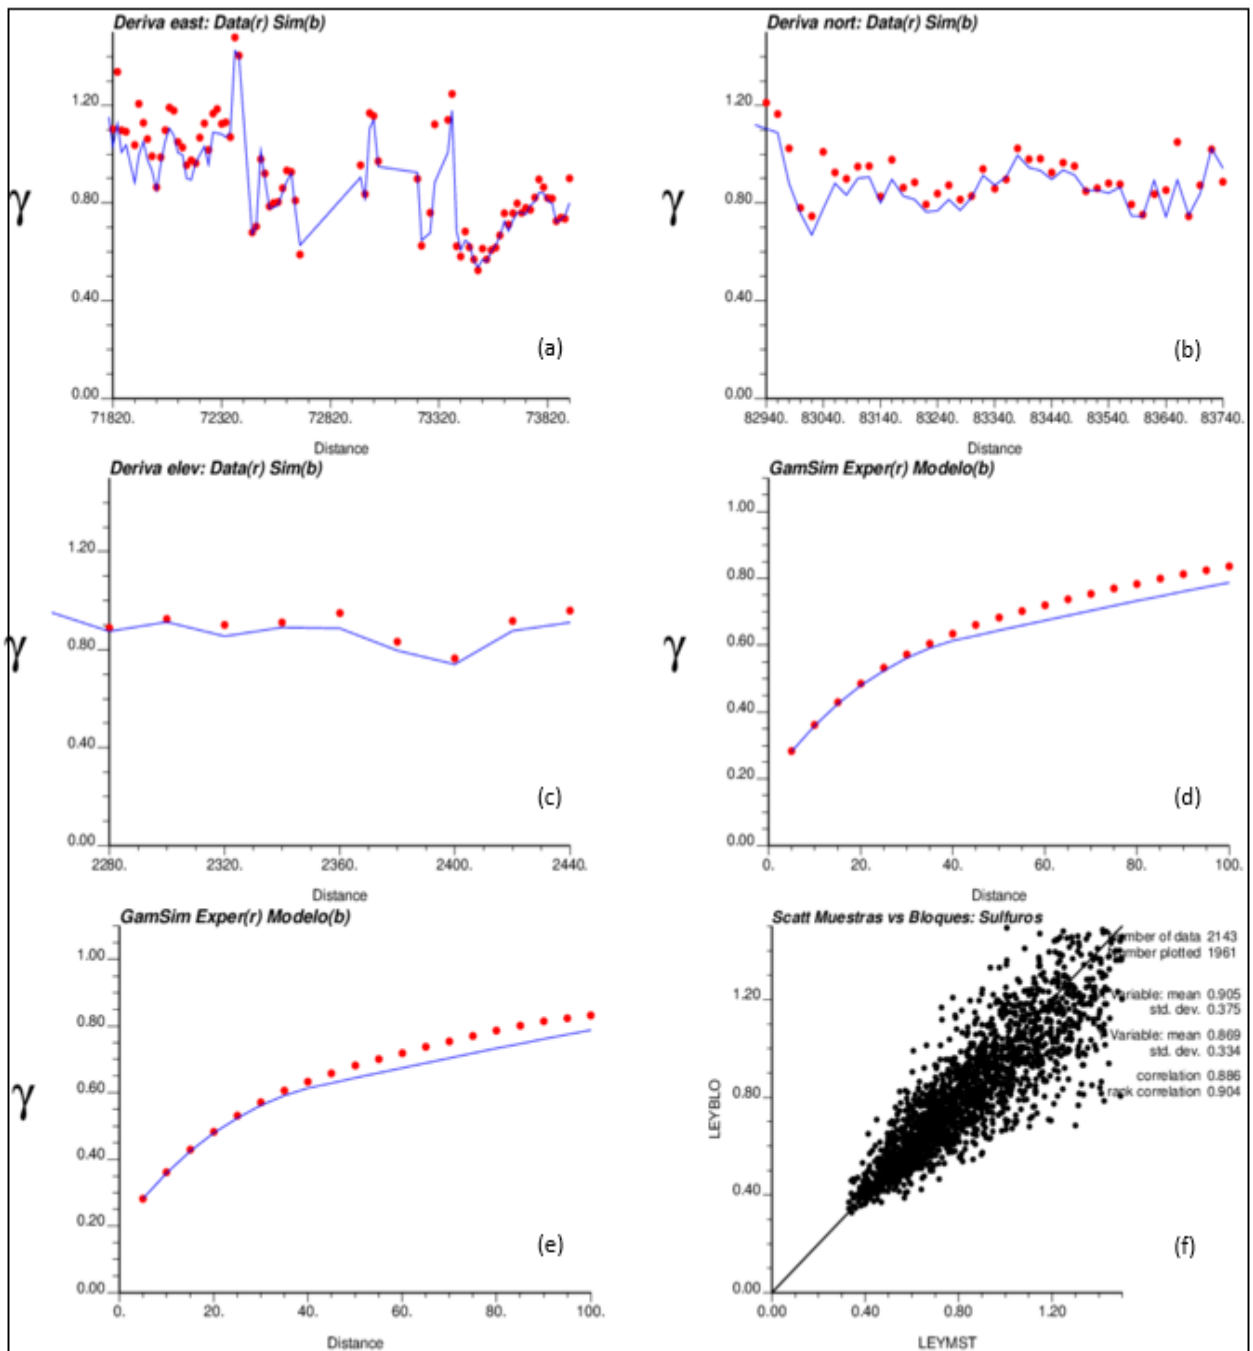 Deriva east: Data(r) Sim(b)
γ
1.20
0.80
0.40
0.00
71820.
72320.
72820.
73320.
73820.
Distance
(a)
Deriva nort: Data(r) Sim(b)
γ
1.20
0.80
0.40
0.00
82940.
83040.
83140.
83240.
83340.
83440.
83540.
83640.
83740.
Distance
(b)
Deriva elev: Data(r) Sim(b)
γ
1.20
0.80
0.40
0.00
2280.
2320.
2360.
2400.
2440.
Distance
(c)
GamSim Exper(r) Modelo(b)
γ
1.00
0.80
0.60
0.40
0.20
0.00
0.
20.
40.
60.
80.
100.
Distance
(d)
GamSim Exper(r) Modelo(b)
γ
1.00
0.80
0.60
0.40
0.20
0.00
0.
20.
40.
60.
80.
100.
Distance
(e)
Scatt Muestras vs Bloques: Sulfuros
LEYBLO
1.20
0.80
0.40
0.00
0.00
0.40
0.80
1.20
LEYMST
of data 2143
plotted 1961
variable: mean 0.905
std. dev. 0.375
Variable: mean 0.869
std. dev. 0.334
correlation 0.886
rank correlation 0.904
(f)